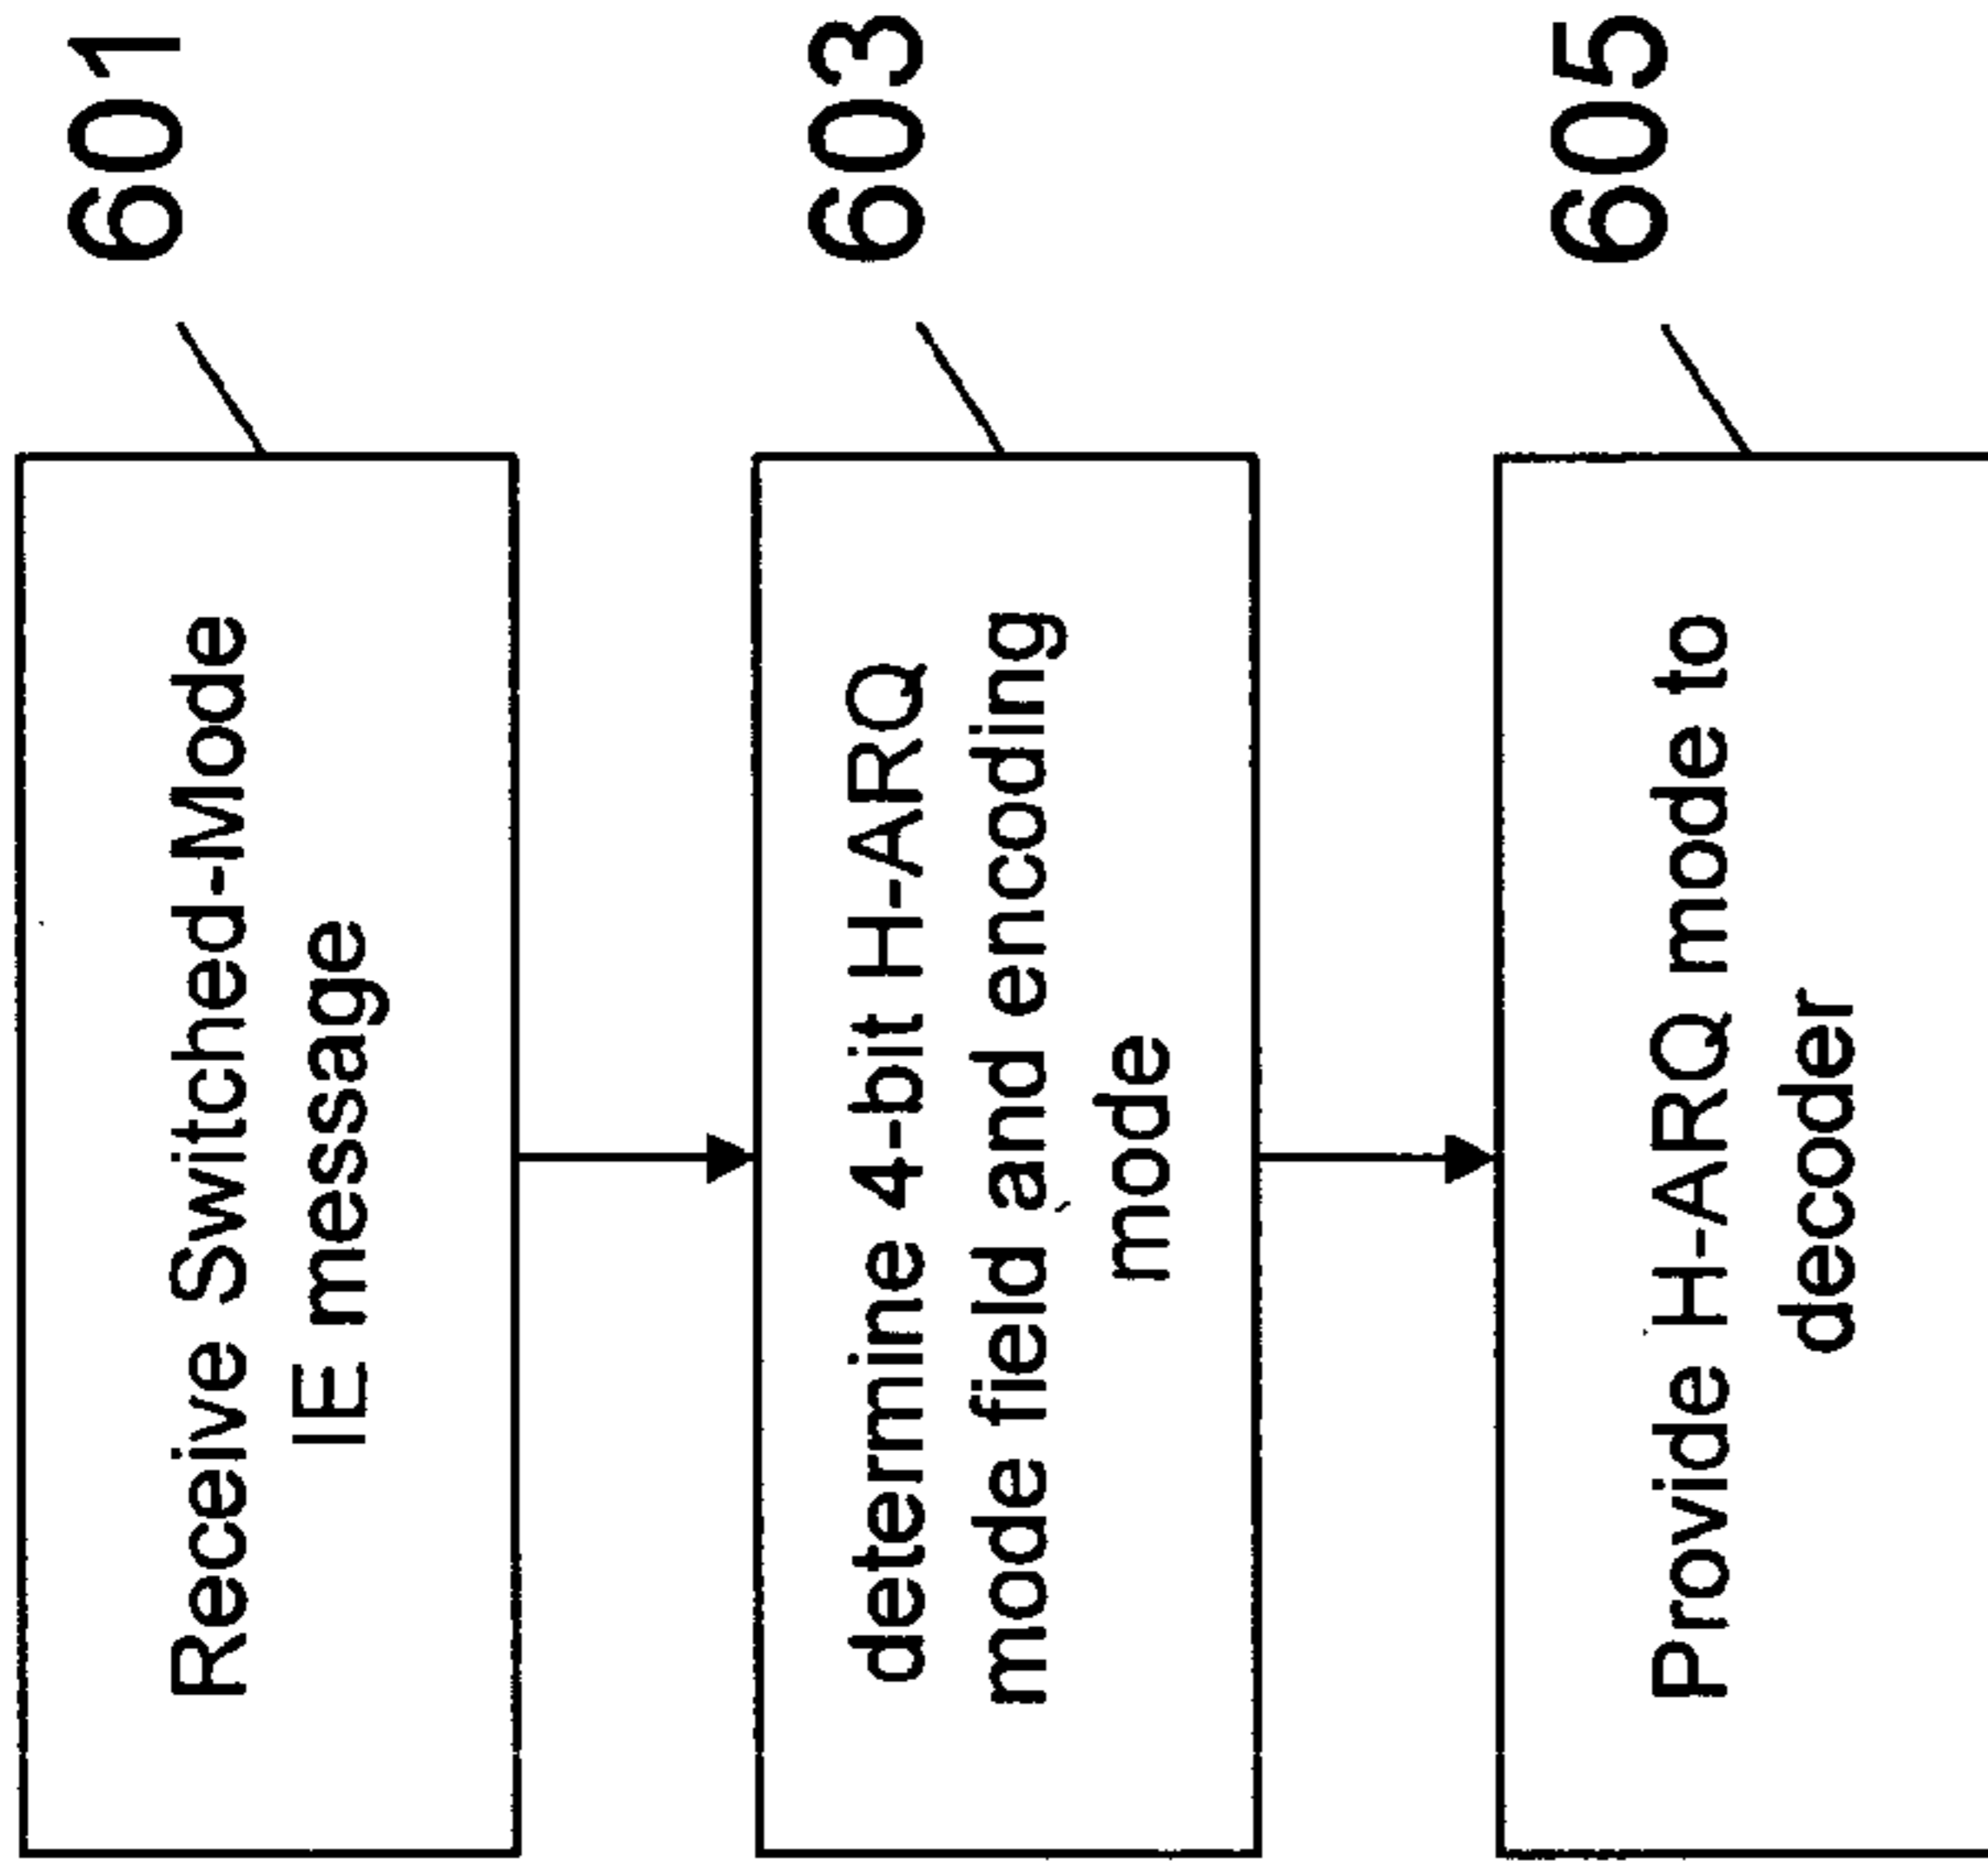 601
Receive Switched-Mode
IE message
603
determine 4-bit H-ARQ
mode field and encoding
mode
605
Provide H-ARQ mode to
decoder